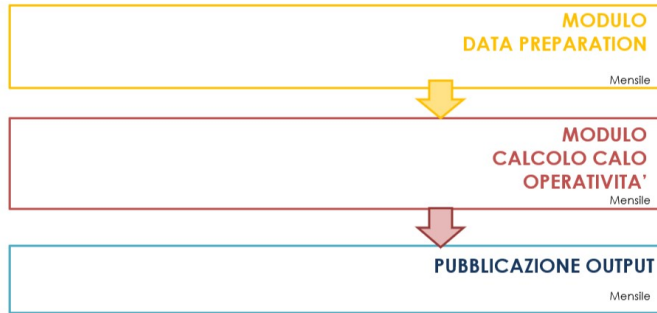 MODULO
DATA PREPARATION
Mensile
MODULO
CALCOLO CALO
OPERATIVITA'
Mensile
PUBBLICAZIONE OUTPUT
Mensile